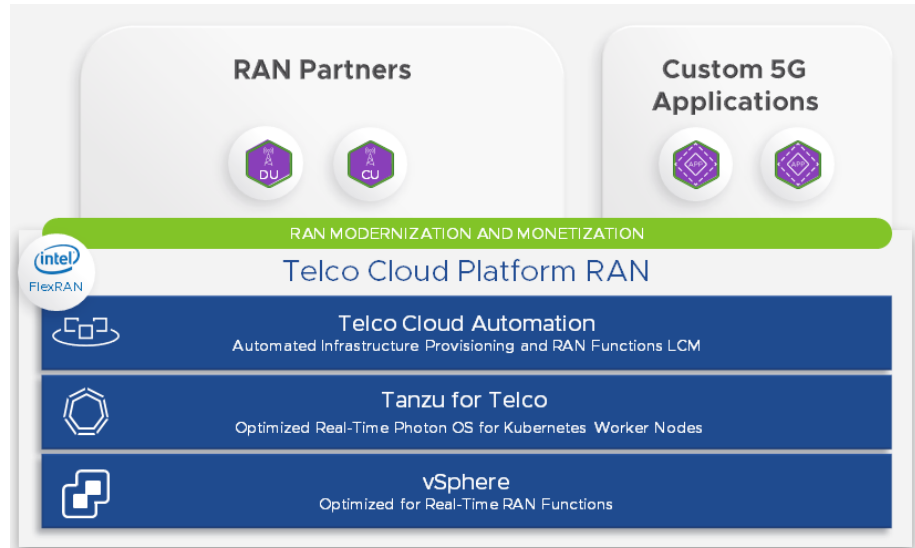 RAN Partners
Custom 5G
Applications
DU
CU
APP
APP
RAN MODERNIZATION AND MONETIZATION
intel
FlexRAN
Telco Cloud Platform RAN
Telco Cloud Automation
Automated Infrastructure Provisioning and RAN Functions LCM
Tanzu for Telco
Optimized Real-Time Photon OS for Kubernetes Worker Nodes
vSphere
Optimized for Real-Time RAN Functions